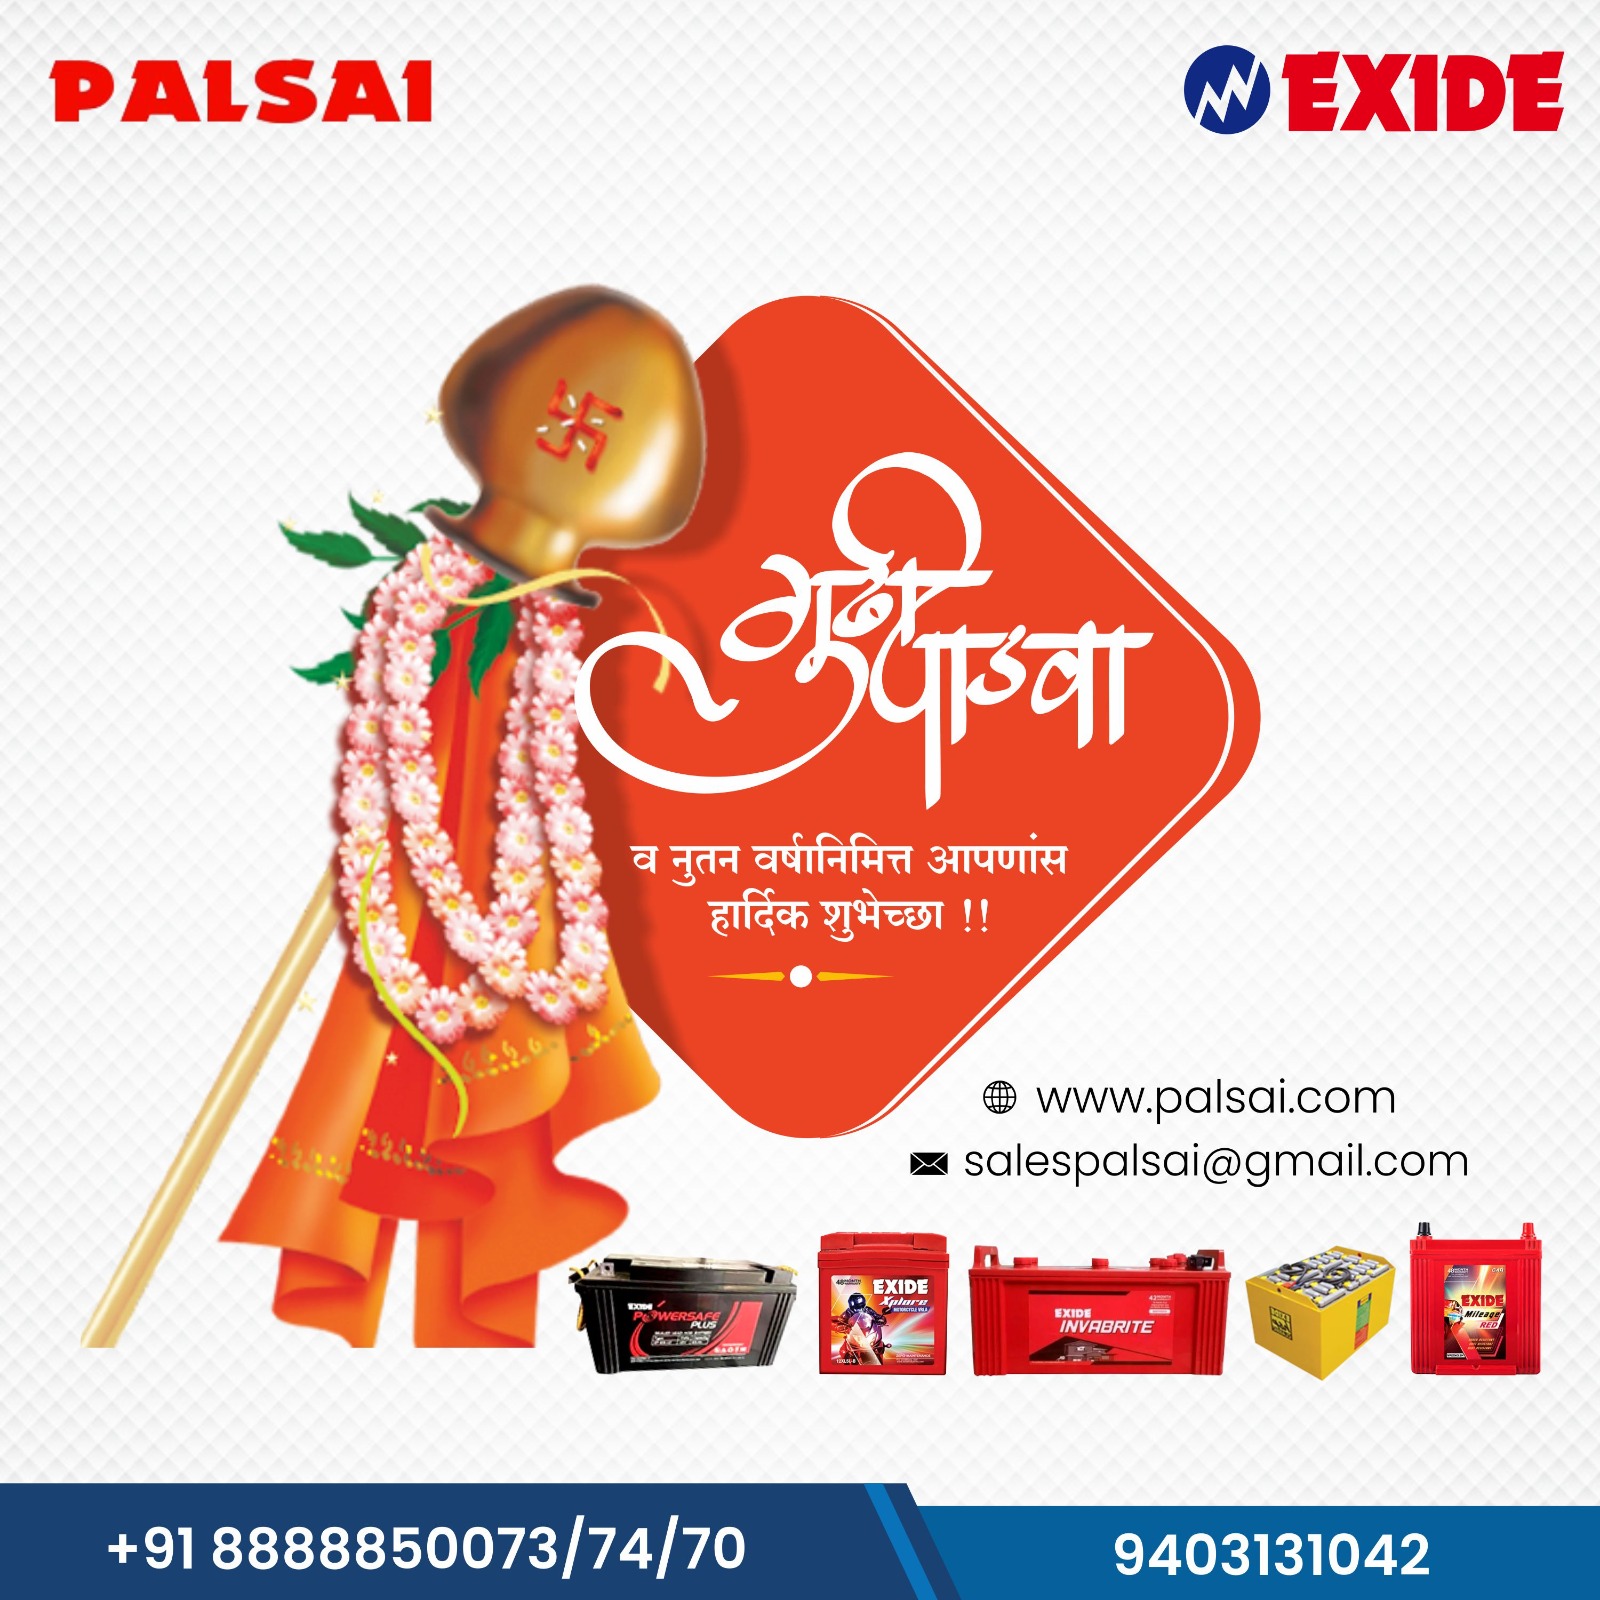 PALSAI
EXIDE
गुढी
पाडवा
व नुतन वर्षानिमित्त आपणांस
हार्दिक शुभेच्छा !!
www.palsai.com
salespalsai@gmail.com
EXIDE
POWERSAFE
PLUS
EXIDE
Xplore
EXIDE
INVABRITE
EXIDE
Mileage
RED
+91 8888850073/74/70
9403131042